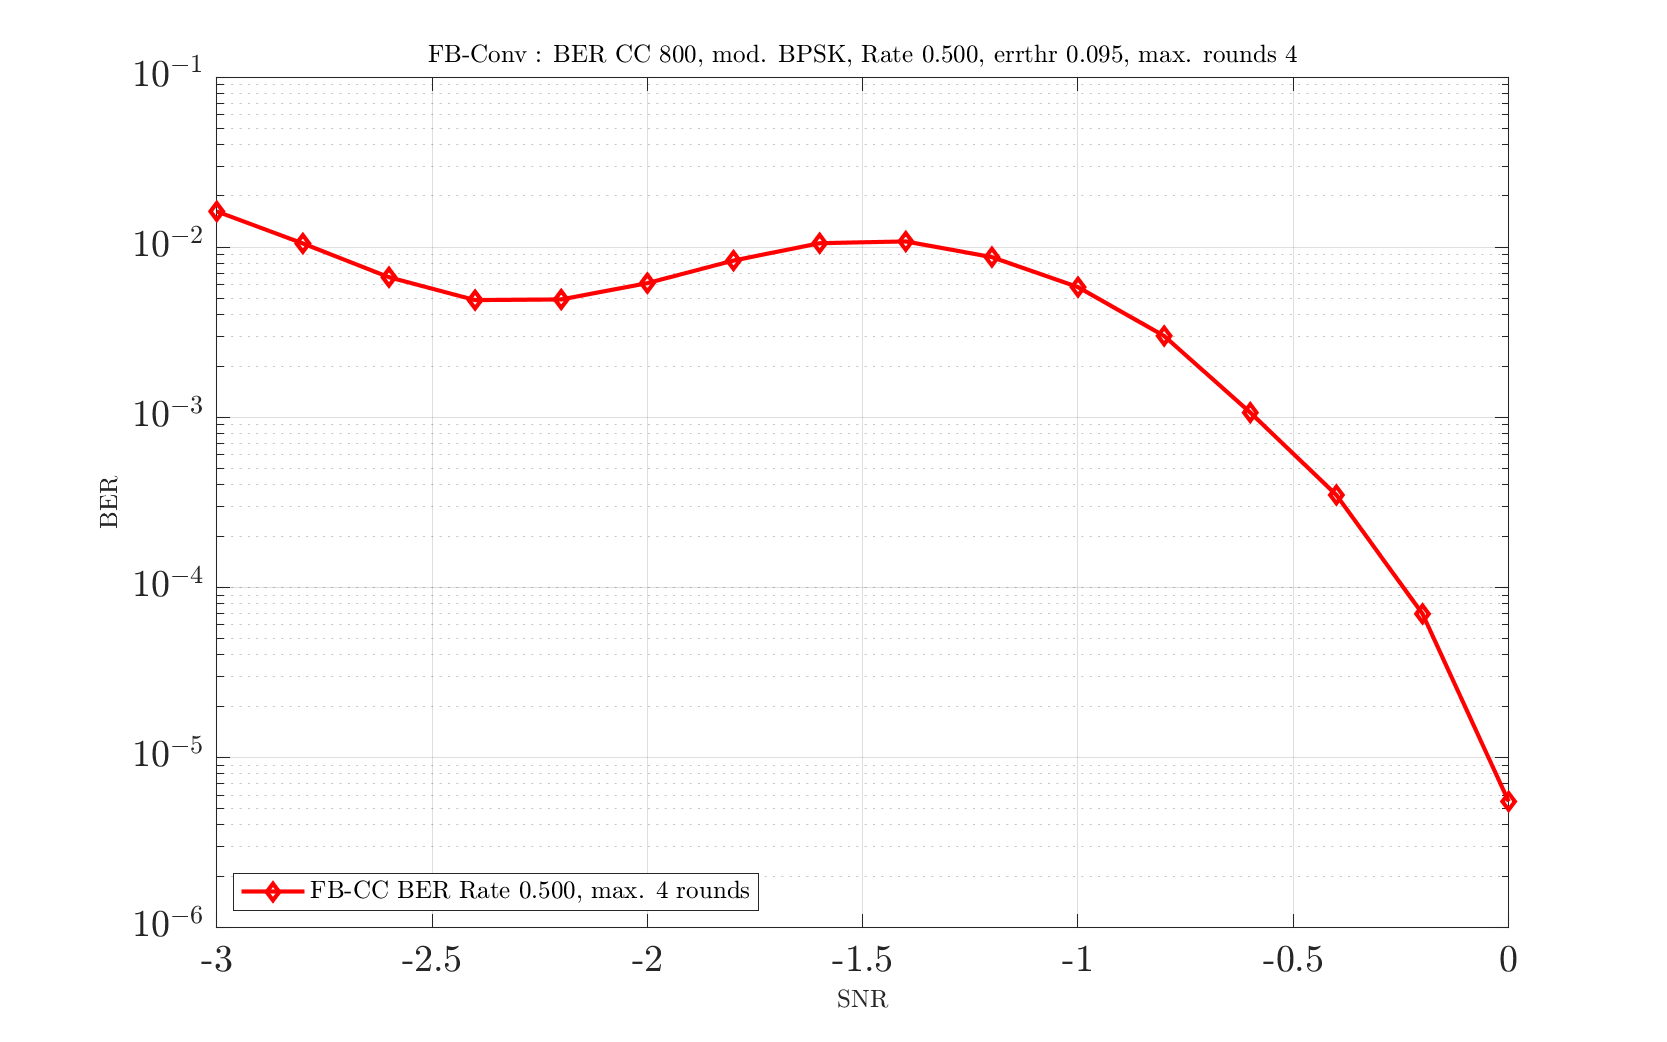 FB-Conv : BER CC 800, mod. BPSK, Rate 0.500, errthr 0.095, max. rounds 4
10^{-1}
10^{-2}
10^{-3}
10^{-4}
10^{-5}
10^{-6}
BER
FB-CC BER Rate 0.500, max. 4 rounds
-3 -2.5 -2 -1.5 -1 -0.5 0
SNR